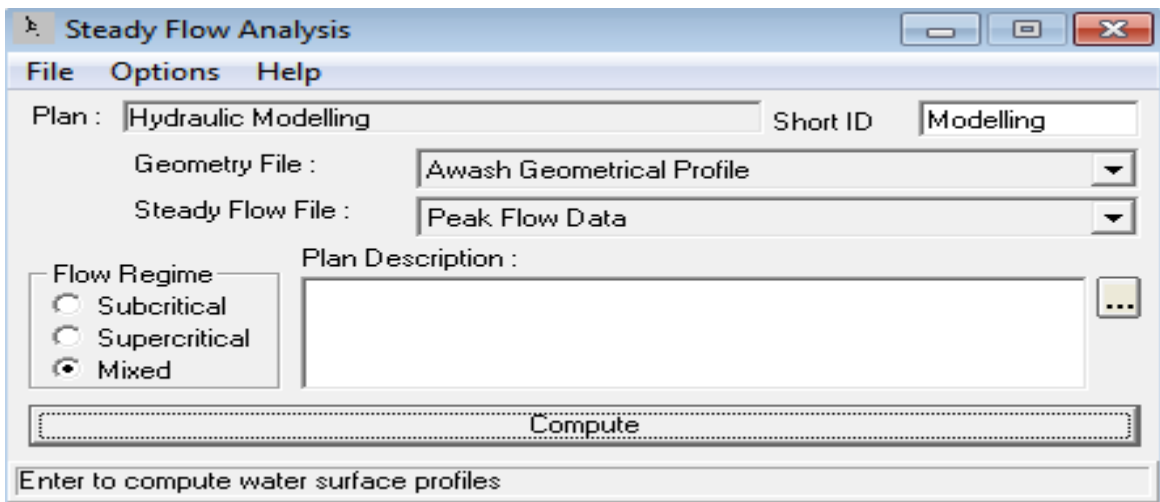 Steady Flow Analysis
File Options Help
Plan : Hydraulic Modelling Short ID Modelling
Geometry File : Awash Geometrical Profile
Steady Flow File : Peak Flow Data
Plan Description :
Flow Regime
Subcritical
Supercritical
Mixed
...
Compute
Enter to compute water surface profiles